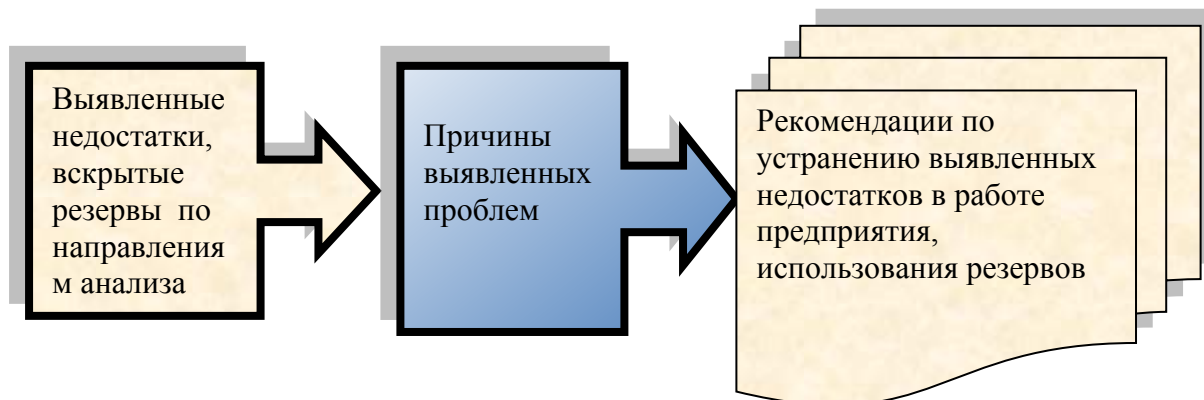 Выявленные
недостатки,
вскрытые
резервы по
направления
м анализа
Причины
выявленных
проблем
Рекомендации по
устранению выявленных
недостатков в работе
предприятия,
использования резервов